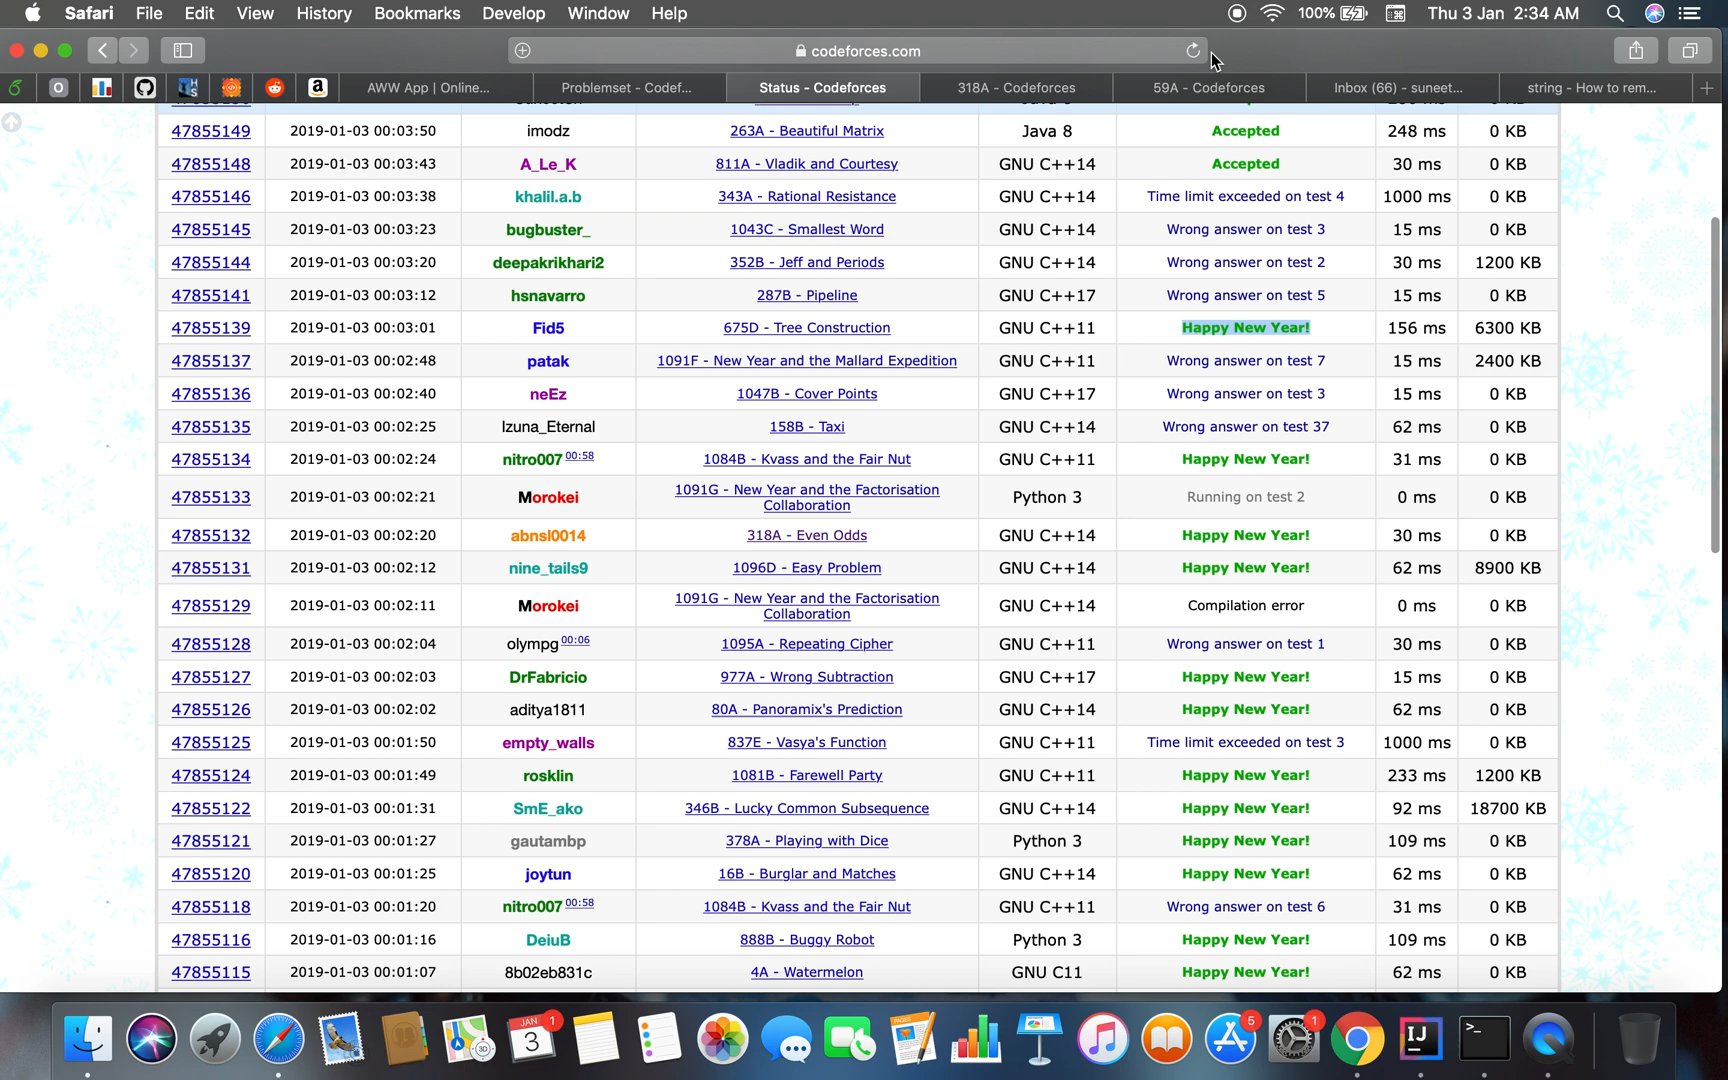 Safari File Edit View History Bookmarks Develop Window Help 100% Thu 3 Jan 2:34 AM
codeforces.com
O HS a AWW App | Online... Problemset - Codef... Status - Codeforces 318A - Codeforces 59A - Codeforces Inbox (66) - suneet... string - How to rem...
47855149 2019-01-03 00:03:50 imodz 263A - Beautiful Matrix Java 8 Accepted 248 ms 0 KB
47855148 2019-01-03 00:03:43 A_Le_K 811A - Vladik and Courtesy GNU C++14 Accepted 30 ms 0 KB
47855146 2019-01-03 00:03:38 khalil.a.b 343A - Rational Resistance GNU C++14 Time limit exceeded on test 4 1000 ms 0 KB
47855145 2019-01-03 00:03:23 bugbuster_ 1043C - Smallest Word GNU C++14 Wrong answer on test 3 15 ms 0 KB
47855144 2019-01-03 00:03:20 deepakrikhari2 352B - Jeff and Periods GNU C++14 Wrong answer on test 2 30 ms 1200 KB
47855141 2019-01-03 00:03:12 hsnavarro 287B - Pipeline GNU C++17 Wrong answer on test 5 15 ms 0 KB
47855139 2019-01-03 00:03:01 Fid5 675D - Tree Construction GNU C++11 Happy New Year! 156 ms 6300 KB
47855137 2019-01-03 00:02:48 patak 1091F - New Year and the Mallard Expedition GNU C++11 Wrong answer on test 7 15 ms 2400 KB
47855136 2019-01-03 00:02:40 neEz 1047B - Cover Points GNU C++17 Wrong answer on test 3 15 ms 0 KB
47855135 2019-01-03 00:02:25 Izuna_Eternal 158B - Taxi GNU C++14 Wrong answer on test 37 62 ms 0 KB
47855134 2019-01-03 00:02:24 nitro007 00:58 1084B - Kvass and the Fair Nut GNU C++11 Happy New Year! 31 ms 0 KB
47855133 2019-01-03 00:02:21 Morokei 1091G - New Year and the Factorisation Python 3 Running on test 2 0 ms 0 KB
Collaboration
47855132 2019-01-03 00:02:20 abnsl0014 318A - Even Odds GNU C++14 Happy New Year! 30 ms 0 KB
47855131 2019-01-03 00:02:12 nine_tails9 1096D - Easy Problem GNU C++14 Happy New Year! 62 ms 8900 KB
47855129 2019-01-03 00:02:11 Morokei 1091G - New Year and the Factorisation GNU C++14 Compilation error 0 ms 0 KB
Collaboration
47855128 2019-01-03 00:02:04 olympg 00:06 1095A - Repeating Cipher GNU C++11 Wrong answer on test 1 30 ms 0 KB
47855127 2019-01-03 00:02:03 DrFabricio 977A - Wrong Subtraction GNU C++17 Happy New Year! 15 ms 0 KB
47855126 2019-01-03 00:02:02 aditya1811 80A - Panoramix's Prediction GNU C++14 Happy New Year! 62 ms 0 KB
47855125 2019-01-03 00:01:50 empty_walls 837E - Vasya's Function GNU C++11 Time limit exceeded on test 3 1000 ms 0 KB
47855124 2019-01-03 00:01:49 rosklin 1081B - Farewell Party GNU C++11 Happy New Year! 233 ms 1200 KB
47855122 2019-01-03 00:01:31 SmE_ako 346B - Lucky Common Subsequence GNU C++14 Happy New Year! 92 ms 18700 KB
47855121 2019-01-03 00:01:27 gautambp 378A - Playing with Dice Python 3 Happy New Year! 109 ms 0 KB
47855120 2019-01-03 00:01:25 joytun 16B - Burglar and Matches GNU C++14 Happy New Year! 62 ms 0 KB
47855118 2019-01-03 00:01:20 nitro007 00:58 1084B - Kvass and the Fair Nut GNU C++11 Wrong answer on test 6 31 ms 0 KB
47855116 2019-01-03 00:01:16 DeiuB 888B - Buggy Robot Python 3 Happy New Year! 109 ms 0 KB
47855115 2019-01-03 00:01:07 8b02eb831c 4A - Watermelon GNU C11 Happy New Year! 62 ms 0 KB
JAN 1 3 3D PAGES 5 1 IJ >_